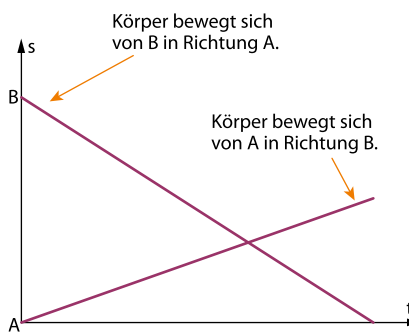 Körper bewegt sich
von B in Richtung A.
s
B
Körper bewegt sich
von A in Richtung B.
A
t